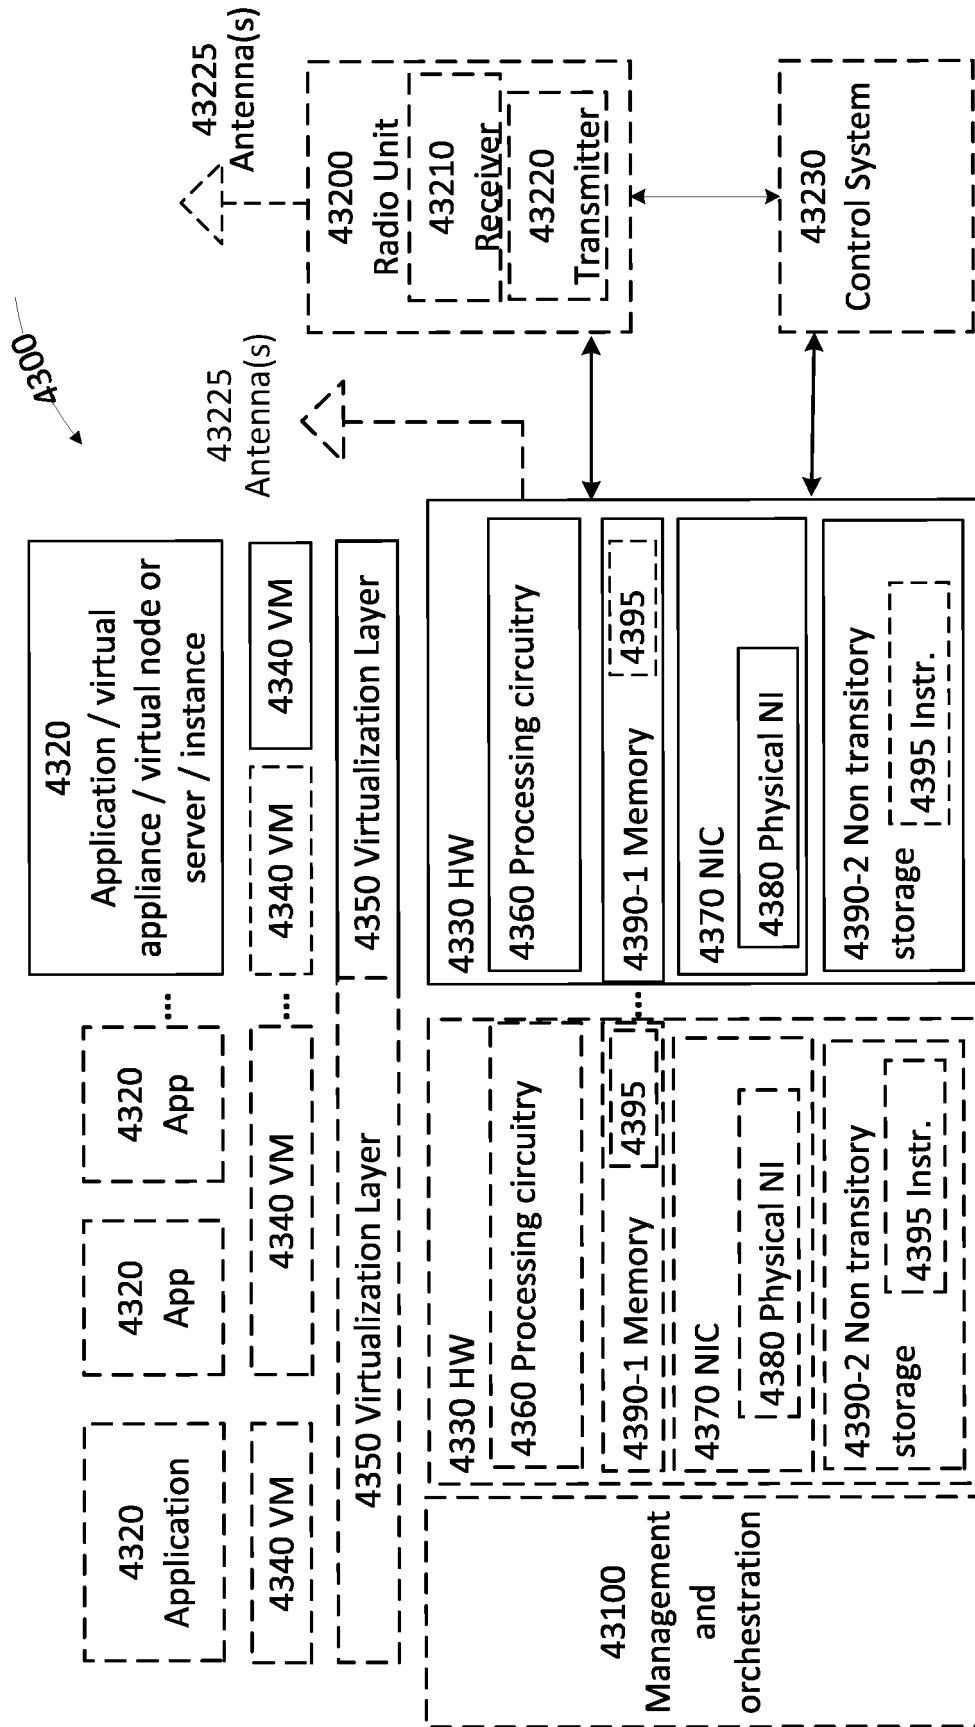 4300
4320
Application
4320
App
4320
App
...
4320
Application / virtual
appliance / virtual node or
server / instance
4340 VM
4340 VM
...
4340 VM
4340 VM
4350 Virtualization Layer
4350 Virtualization Layer
43225
Antenna(s)
43225
Antenna(s)
43100
Management
and
orchestration
4330 HW
4360 Processing circuitry
4390-1 Memory
4395
4370 NIC
4380 Physical NI
4390-2 Non transitory
storage
4395 Instr.
...
4330 HW
4360 Processing circuitry
4390-1 Memory
4395
4370 NIC
4380 Physical NI
4390-2 Non transitory
storage
4395 Instr.
43200
Radio Unit
43210
Receiver
43220
Transmitter
43230
Control System